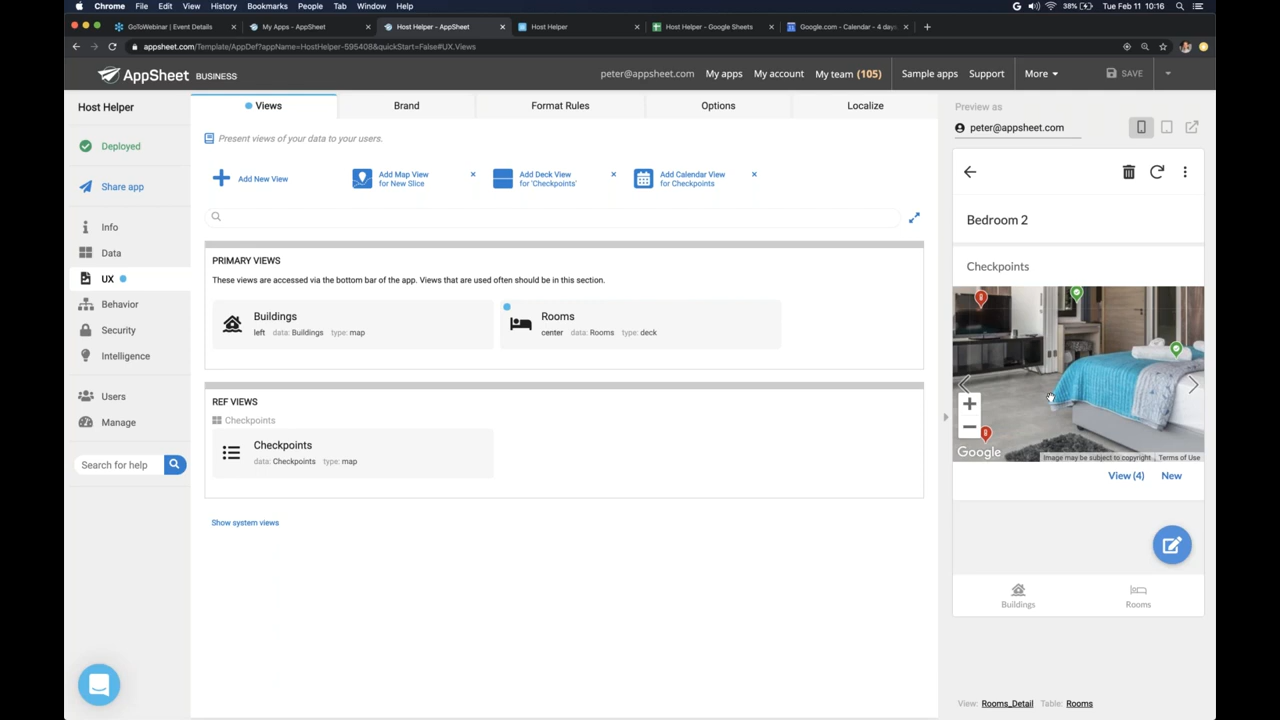 Chrome File Edit View History Bookmarks People Tab Window Help
38% Tue Feb 11 10:16
GoToWebinar | Event Details
My Apps - AppSheet
Host Helper - AppSheet
Host Helper
Host Helper - Google Sheets
Google.com - Calendar - 4 day
appsheet.com/Template/AppDef?appName=HostHelper-595408&quickStart=False#UX.Views
AppSheet BUSINESS
peter@appsheet.com My apps My account My team (105) Sample apps Support More SAVE
Host Helper
Deployed
Share app
Info
Data
UX
Behavior
Security
Intelligence
Users
Manage
Search for help
Views Brand Format Rules Options Localize
Present views of your data to your users.
Add New View
Add Map View
for New Slice
Add Deck View
for 'Checkpoints'
Add Calendar View
for Checkpoints
PRIMARY VIEWS
These views are accessed via the bottom bar of the app. Views that are used often should be in this section.
Buildings
left data: Buildings type: map
Rooms
center data: Rooms type: deck
REF VIEWS
Checkpoints
Checkpoints
data: Checkpoints type: map
Show system views
Preview as
peter@appsheet.com
Bedroom 2
Checkpoints
Google
Image may be subject to copyright Terms of Use
View (4) New
Buildings Rooms
View: Rooms_Detail Table: Rooms